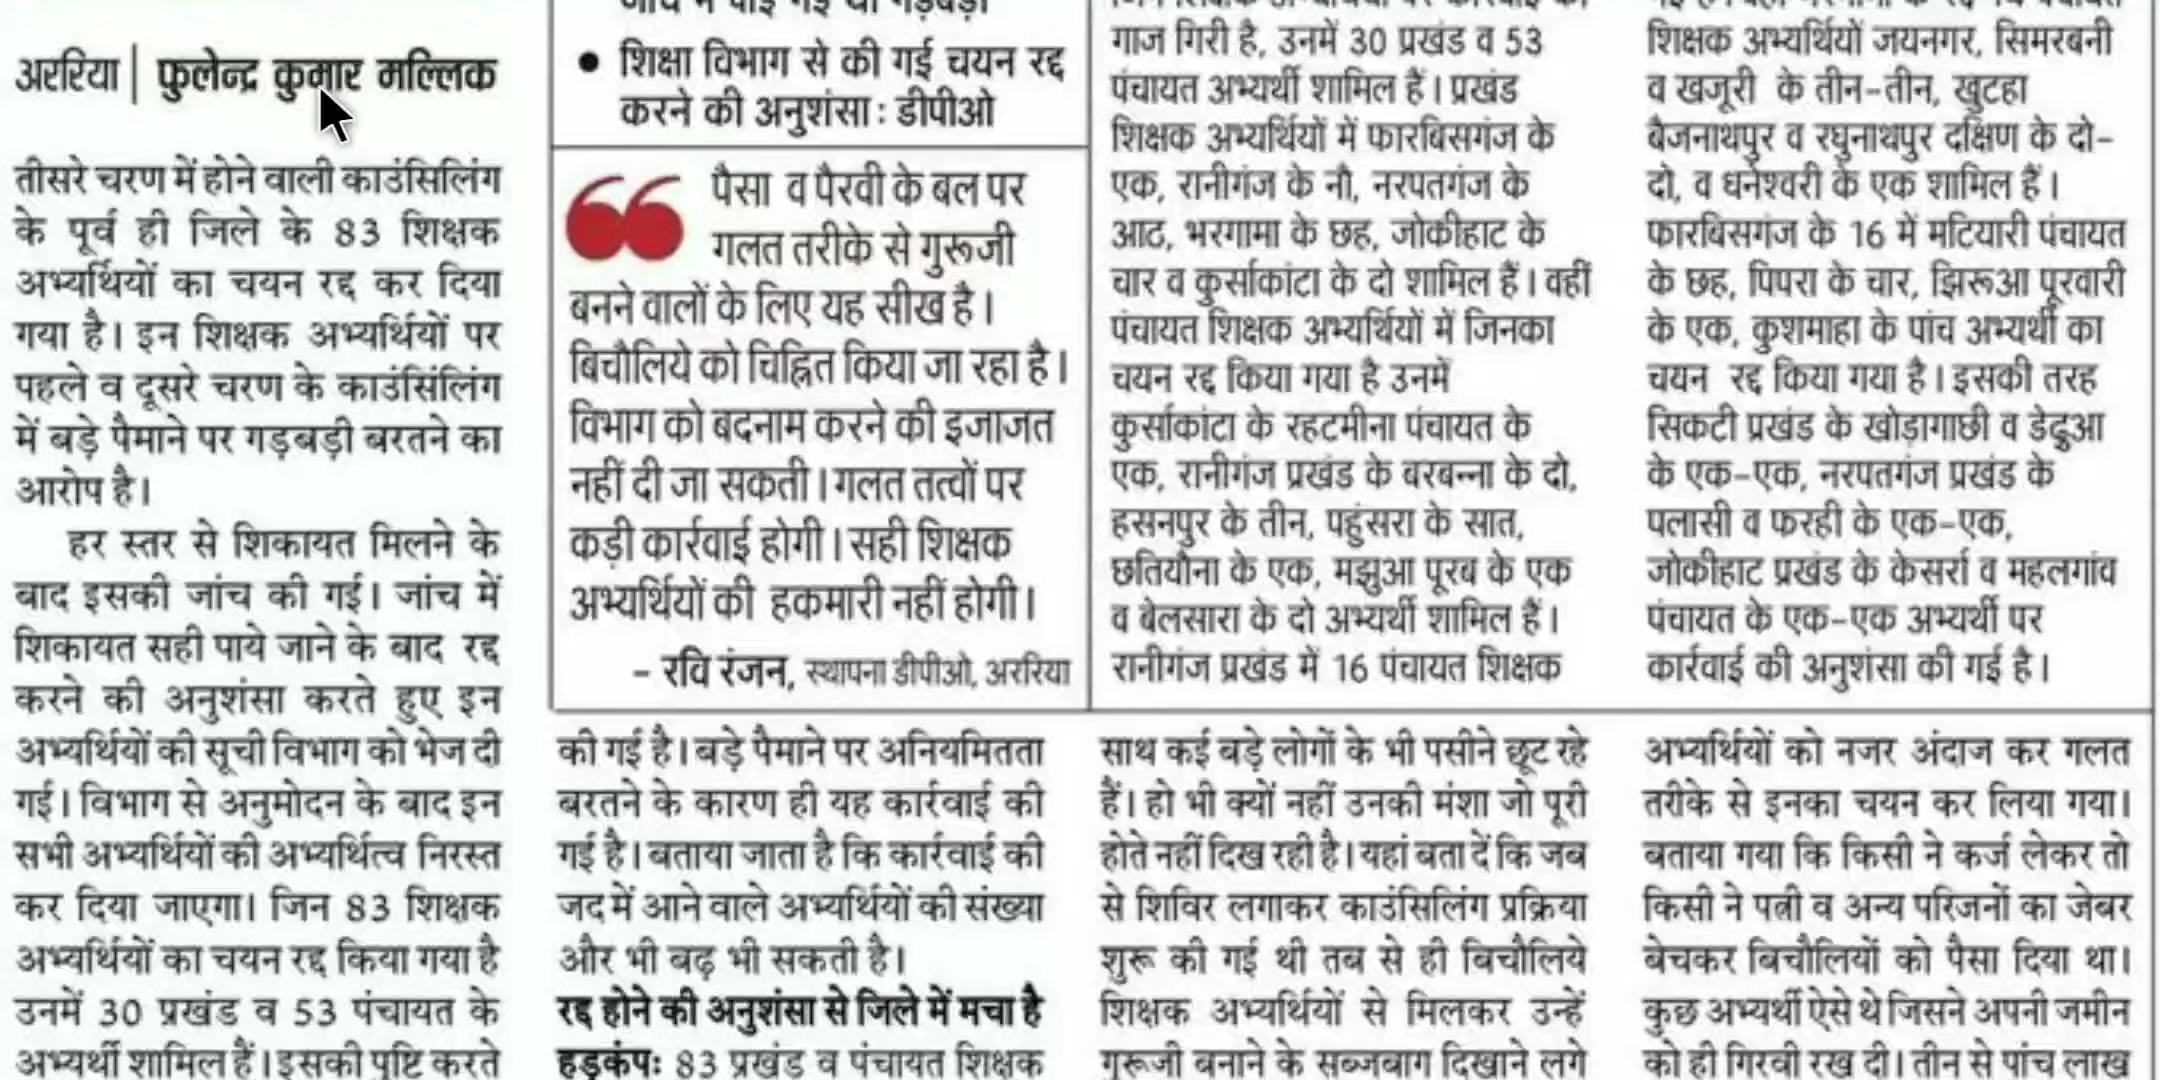 अररिया | फुलेन्द्र कुमार मल्लिक
तीसरे चरण में होने वाली काउंसिलिंग
के पूर्व ही जिले के 83 शिक्षक
अभ्यर्थियों का चयन रद्द कर दिया
गया है। इन शिक्षक अभ्यर्थियों पर
पहले व दूसरे चरण के काउंसिंलिंग
में बड़े पैमाने पर गड़बड़ी बरतने का
आरोप है।
हर स्तर से शिकायत मिलने के
बाद इसकी जांच की गई। जांच में
शिकायत सही पाये जाने के बाद रद्द
करने की अनुशंसा करते हुए इन
अभ्यर्थियों की सूची विभाग को भेज दी
गई। विभाग से अनुमोदन के बाद इन
सभी अभ्यर्थियों की अभ्यर्थित्व निरस्त
कर दिया जाएगा। जिन 83 शिक्षक
अभ्यर्थियों का चयन रद्द किया गया है
उनमें 30 प्रखंड व 53 पंचायत के
अभ्यर्थी शामिल हैं। इसकी पुष्टि करते
● शिक्षा विभाग से की गई चयन रद्द
करने की अनुशंसा : डीपीओ
पैसा व पैरवी के बल पर
गलत तरीके से गुरूजी
बनने वालों के लिए यह सीख है।
बिचौलिये को चिह्नित किया जा रहा है।
विभाग को बदनाम करने की इजाजत
नहीं दी जा सकती। गलत तत्वों पर
कड़ी कार्रवाई होगी। सही शिक्षक
अभ्यर्थियों की हकमारी नहीं होगी।
- रवि रंजन, स्थापना डीपीओ, अररिया
गाज गिरी है, उनमें 30 प्रखंड व 53
पंचायत अभ्यर्थी शामिल हैं। प्रखंड
शिक्षक अभ्यर्थियों में फारबिसगंज के
एक, रानीगंज के नौ, नरपतगंज के
आठ, भरगामा के छह, जोकीहाट के
चार व कुर्साकांटा के दो शामिल हैं। वहीं
पंचायत शिक्षक अभ्यर्थियों में जिनका
चयन रद्द किया गया है उनमें
कुर्साकांटा के रहटमीना पंचायत के
एक, रानीगंज प्रखंड के बरबन्ना के दो,
हसनपुर के तीन, पहुंसरा के सात,
छतियौना के एक, मझुआ पूरब के एक
व बेलसारा के दो अभ्यर्थी शामिल हैं।
रानीगंज प्रखंड में 16 पंचायत शिक्षक
शिक्षक अभ्यर्थियों जयनगर, सिमरबनी
व खजूरी के तीन-तीन, खुटहा
बैजनाथपुर व रघुनाथपुर दक्षिण के दो-
दो, व धनेश्वरी के एक शामिल हैं।
फारबिसगंज के 16 में मटियारी पंचायत
के छह, पिपरा के चार, झिरूआ पूरवारी
के एक, कुशमाहा के पांच अभ्यर्थी का
चयन रद्द किया गया है। इसकी तरह
सिकटी प्रखंड के खोड़ागाछी व डेढुआ
के एक-एक, नरपतगंज प्रखंड के
पलासी व फरही के एक-एक,
जोकीहाट प्रखंड के केसर्रा व महलगांव
पंचायत के एक-एक अभ्यर्थी पर
कार्रवाई की अनुशंसा की गई है।
की गई है। बड़े पैमाने पर अनियमितता
बरतने के कारण ही यह कार्रवाई की
गई है। बताया जाता है कि कार्रवाई की
जद में आने वाले अभ्यर्थियों की संख्या
और भी बढ़ भी सकती है।
रद्द होने की अनुशंसा से जिले में मचा है
हड़कंपः 83 प्रखंड व पंचायत शिक्षक
साथ कई बड़े लोगों के भी पसीने छूट रहे
हैं। हो भी क्यों नहीं उनकी मंशा जो पूरी
होते नहीं दिख रही है। यहां बता दें कि जब
से शिविर लगाकर काउंसिलिंग प्रक्रिया
शुरू की गई थी तब से ही बिचौलिये
शिक्षक अभ्यर्थियों से मिलकर उन्हें
गुरूजी बनाने के सब्जबाग दिखाने लगे
अभ्यर्थियों को नजर अंदाज कर गलत
तरीके से इनका चयन कर लिया गया।
बताया गया कि किसी ने कर्ज लेकर तो
किसी ने पत्नी व अन्य परिजनों का जेबर
बेचकर बिचौलियों को पैसा दिया था।
कुछ अभ्यर्थी ऐसे थे जिसने अपनी जमीन
को ही गिरवी रख दी। तीन से पांच लाख